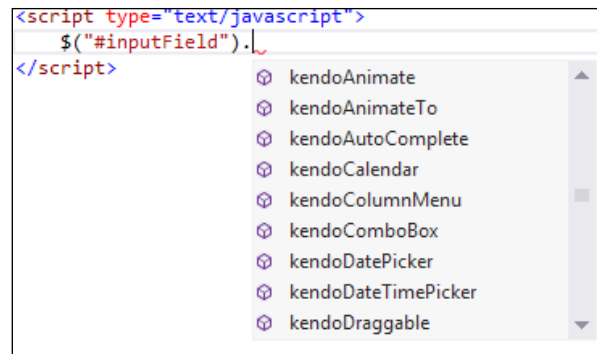 <script type="text/javascript">
$("#inputField").
</script>
kendoAnimate
kendoAnimateTo
kendoAutoComplete
kendoCalendar
kendoColumnMenu
kendoComboBox
kendoDatePicker
kendoDateTimePicker
kendoDraggable